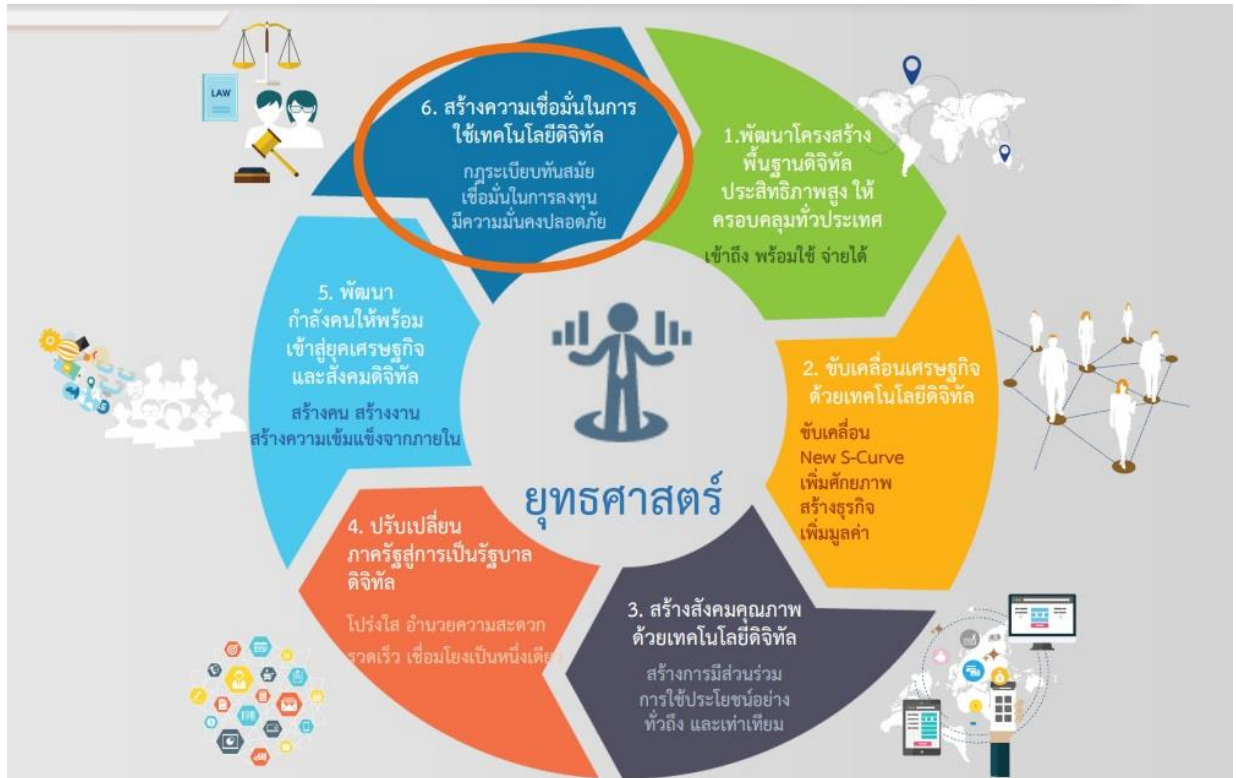 LAW
6. สร้างความเชื่อมั่นในการ
ใช้เทคโนโลยีดิจิทัล
กฎระเบียบทันสมัย
เชื่อมั่นในการลงทุน
มีความมั่นคงปลอดภัย
1.พัฒนาโครงสร้าง
พื้นฐานดิจิทัล
ประสิทธิภาพสูง ให้
ครอบคลุมทั่วประเทศ
เข้าถึง พร้อมใช้ จ่ายได้
2. ขับเคลื่อนเศรษฐกิจ
ด้วยเทคโนโลยีดิจิทัล
ขับเคลื่อน
New S-Curve
เพิ่มศักยภาพ
สร้างธุรกิจ
เพิ่มมูลค่า
3. สร้างสังคมคุณภาพ
ด้วยเทคโนโลยีดิจิทัล
สร้างการมีส่วนร่วม
การใช้ประโยชน์อย่าง
ทั่วถึง และเท่าเทียม
4. ปรับเปลี่ยน
ภาครัฐสู่การเป็นรัฐบาล
ดิจิทัล
โปร่งใส อำนวยความสะดวก
รวดเร็ว เชื่อมโยงเป็นหนึ่งเดียว
5. พัฒนา
กำลังคนให้พร้อม
เข้าสู่ยุคเศรษฐกิจ
และสังคมดิจิทัล
สร้างคน สร้างงาน
สร้างความเข้มแข็งจากภายใน
ยุทธศาสตร์